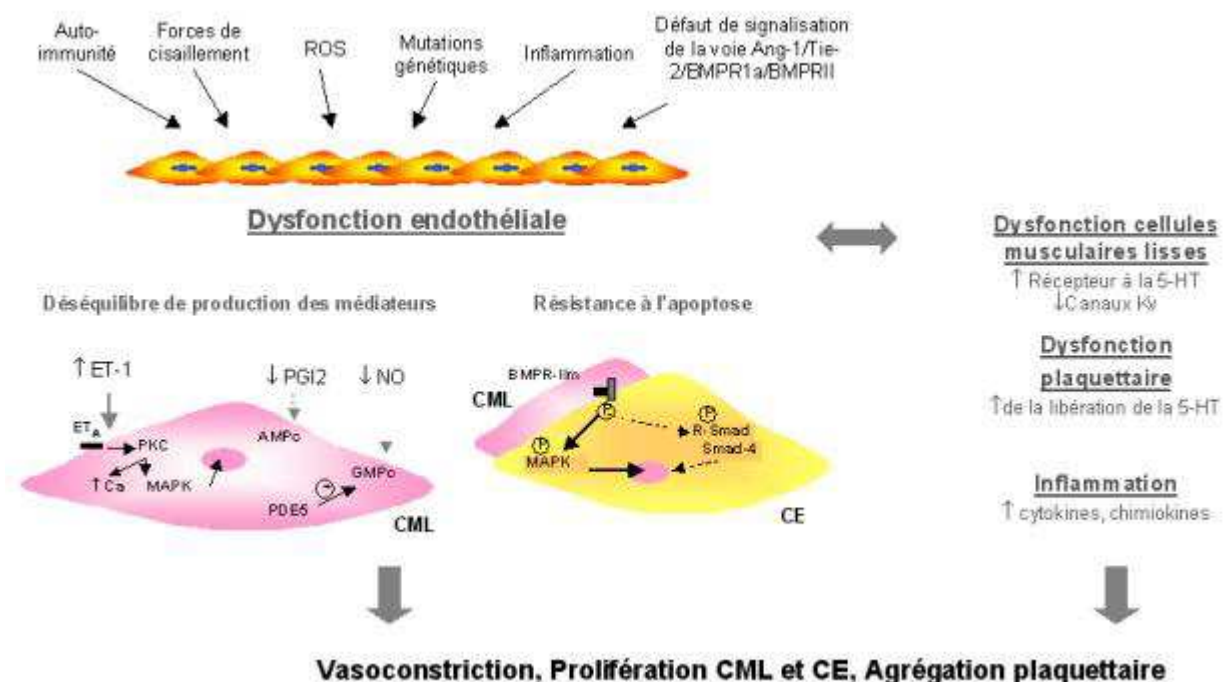 Auto-
immunité
Forces de
cisaillement
ROS
Mutations
génétiques
Inflammation
Défaut de signalisation
de la voie Ang-1/Tie-
2/BMPR1a/BMPRII
Dysfonction endothéliale
Dysfonction cellules
musculaires lisses
↑ Récepteur à la 5-HT
↓Canaux Kv
Déséquilibre de production des médiateurs
Résistance à l'apoptose
Dysfonction
plaquettaire
↑de la libération de la 5-HT
Inflammation
↑ cytokines, chimiokines
↑ET-1
↓ PGI2
↓ NO
ETA
PKC
↑Ca
MAPK
AMPc
GMPc
PDE5
-
CML
BMPR-IIm
CML
P
P
R-Smad
Smad-4
P
MAPK
CE
Vasoconstriction, Prolifération CML et CE, Agrégation plaquettaire